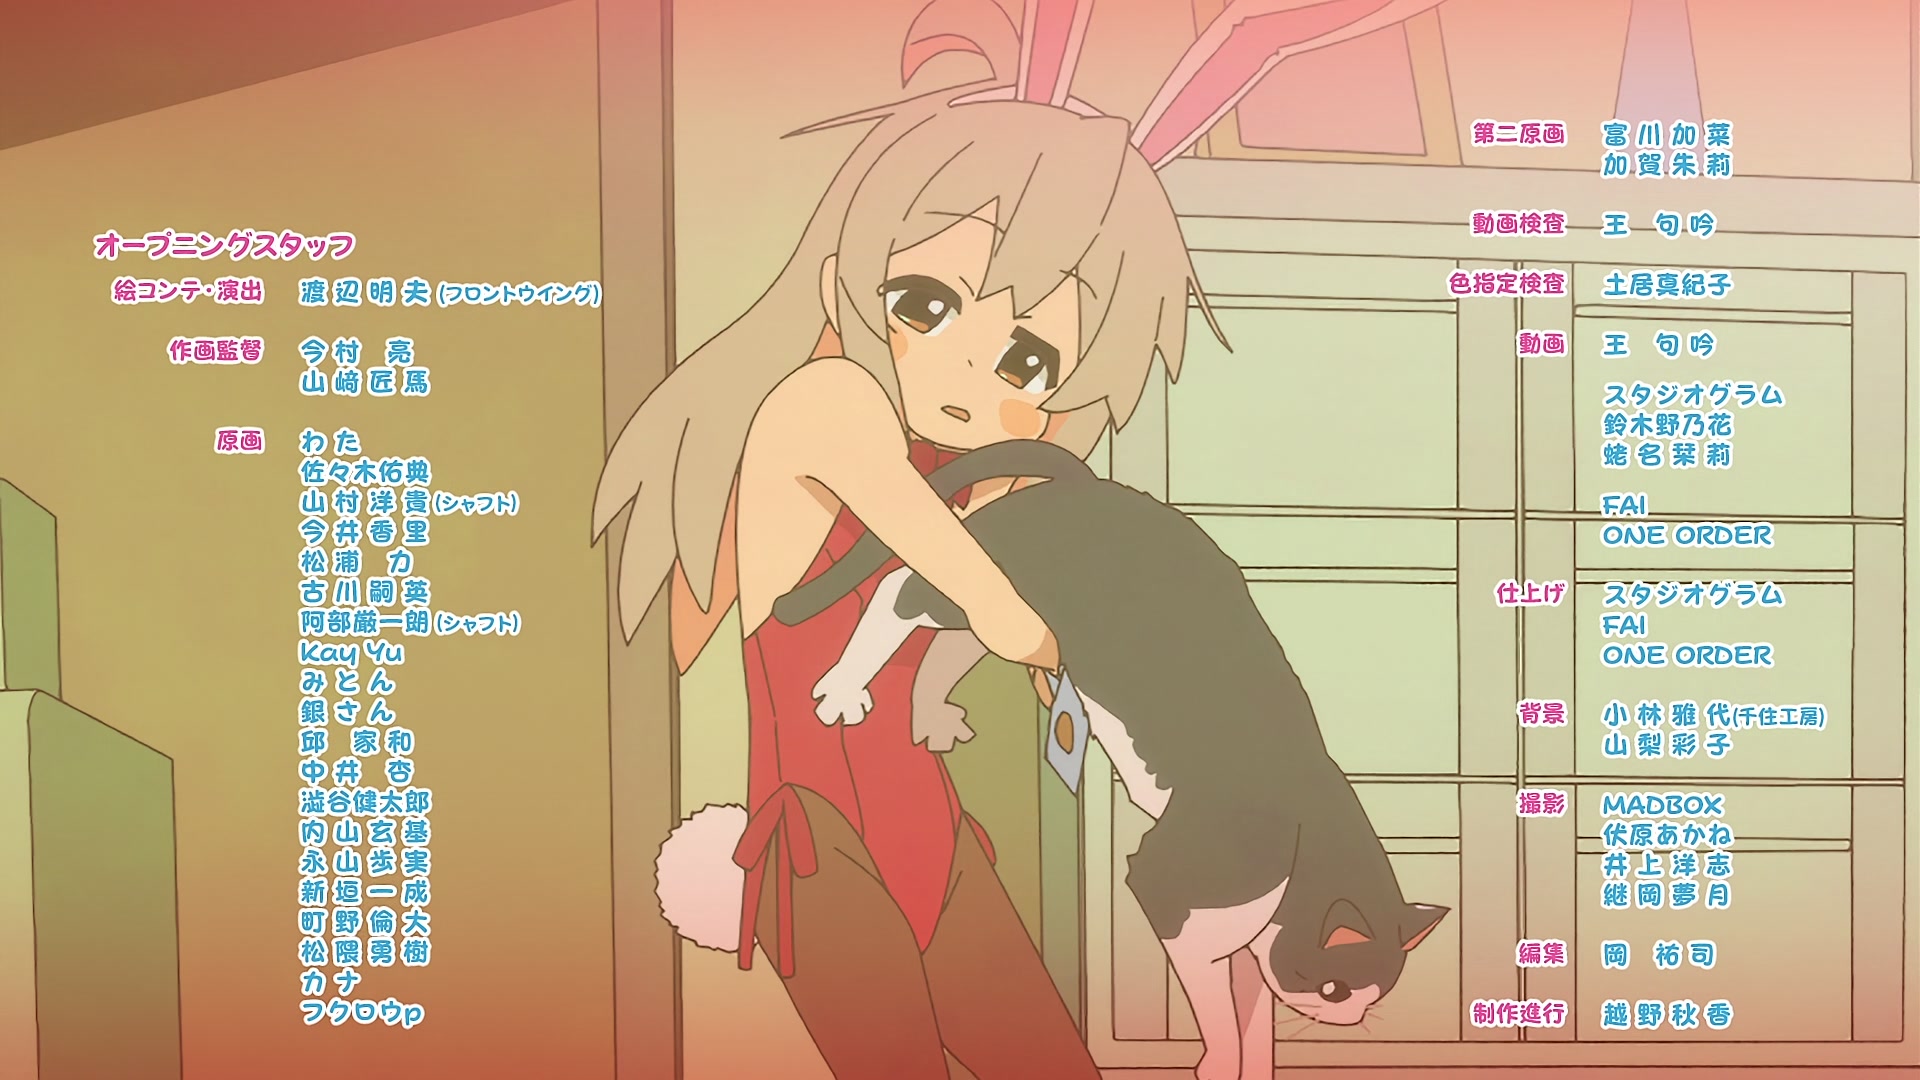 オープニングスタッフ
絵コンテ・演出 渡辺明夫(フロントウイング)
作画監督 今村 亮
山﨑匠馬
原画 わた
佐々木佑典
山村洋貴(シャフト)
今井香里
松浦 力
古川嗣英
阿部厳一朗(シャフト)
Kay Yu
みとん
銀さん
邱 家和
中井 杏
澁谷健太郎
内山玄基
永山歩実
新垣一成
町野倫大
松隈勇樹
カナ
フクロウp
第二原画 富川加菜
加賀朱莉
動画検査 王 句吟
色指定検査 土居真紀子
動画 王 句吟
スタジオグラム
鈴木野乃花
蛯名栞莉
FAI
ONE ORDER
仕上げ スタジオグラム
FAI
ONE ORDER
背景 小林雅代(千住工房)
山梨彩子
撮影 MADBOX
伏原あかね
井上洋志
継岡夢月
編集 岡 祐司
制作進行 越野秋香